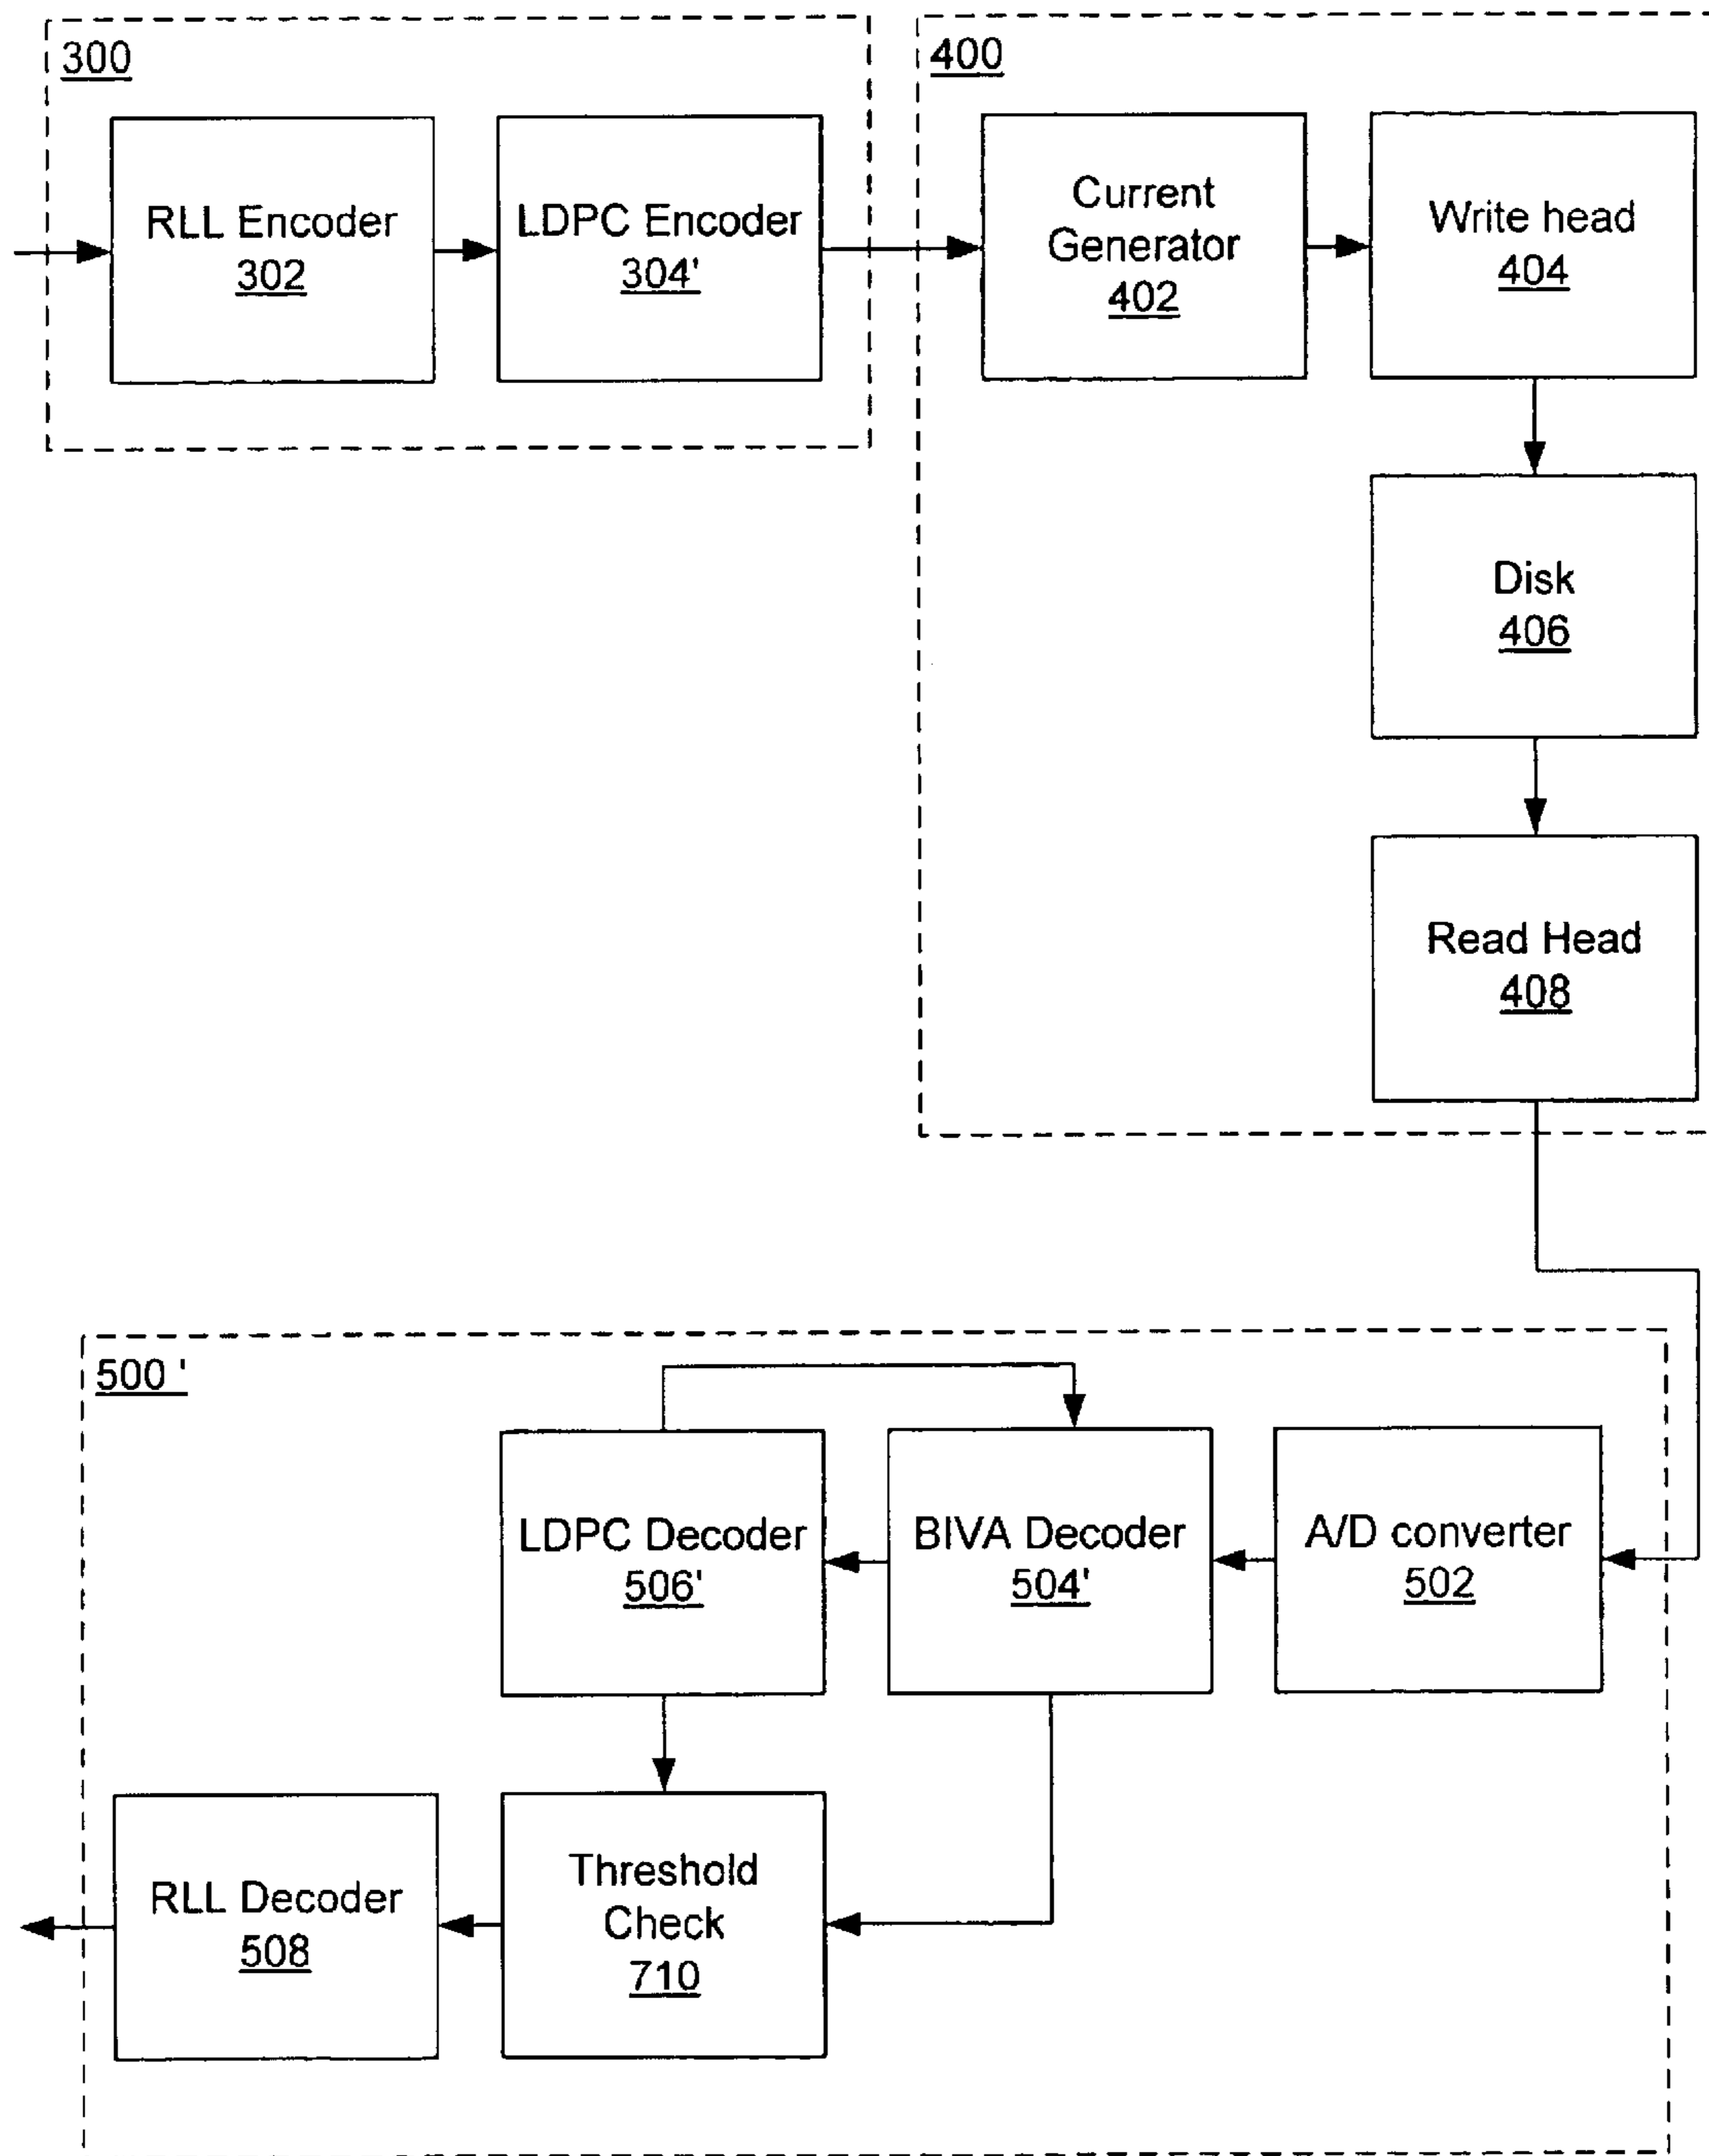 300
RLL Encoder
302
LDPC Encoder
304'
400
Current
Generator
402
Write head
404
Disk
406
Read Head
408
500 '
LDPC Decoder
506'
BIVA Decoder
504'
A/D converter
502
RLL Decoder
508
Threshold
Check
710